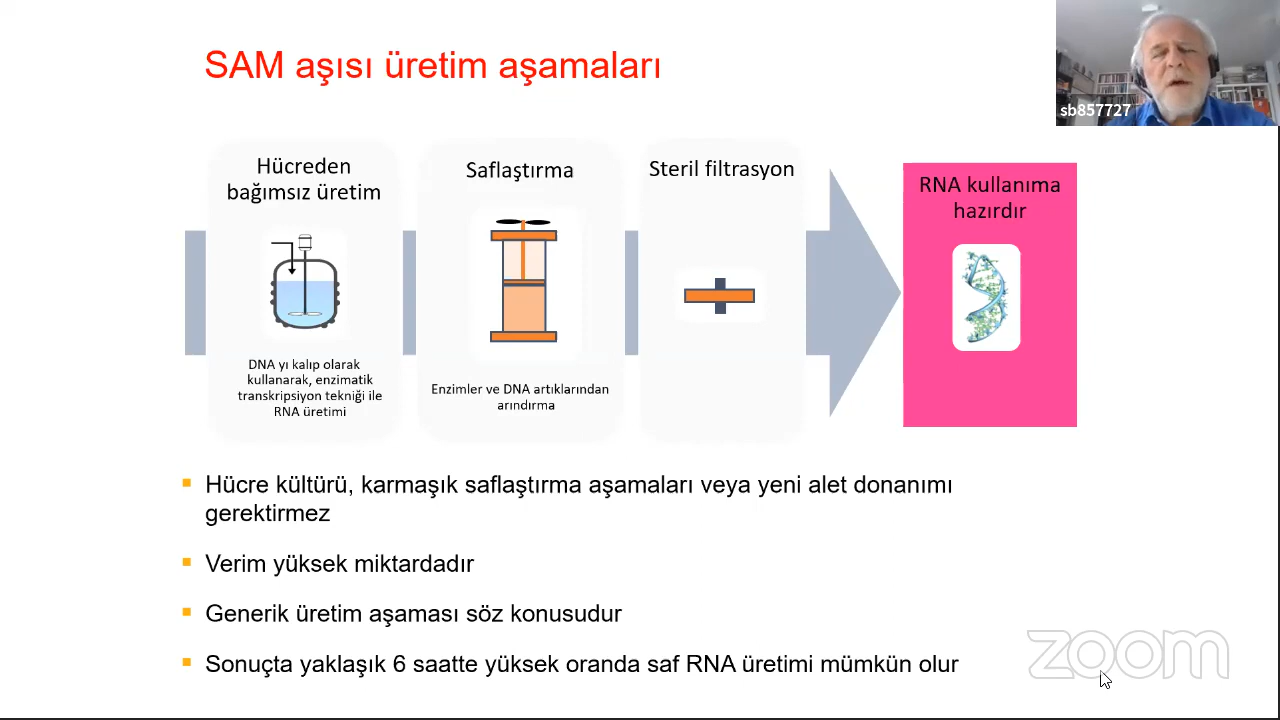 SAM aşısı üretim aşamaları
sb857727
Hücreden
bağımsız üretim
DNA yı kalıp olarak
kullanarak, enzimatik
transkripsiyon tekniği ile
RNA üretimi
Saflaştırma
Enzimler ve DNA artıklarından
arındırma
Steril filtrasyon
RNA kullanıma
hazırdır
Hücre kültürü, karmaşık saflaştırma aşamaları veya yeni alet donanımı
gerektirmez
Verim yüksek miktardadır
Generik üretim aşaması söz konusudur
Sonuçta yaklaşık 6 saatte yüksek oranda saf RNA üretimi mümkün olur
zoom